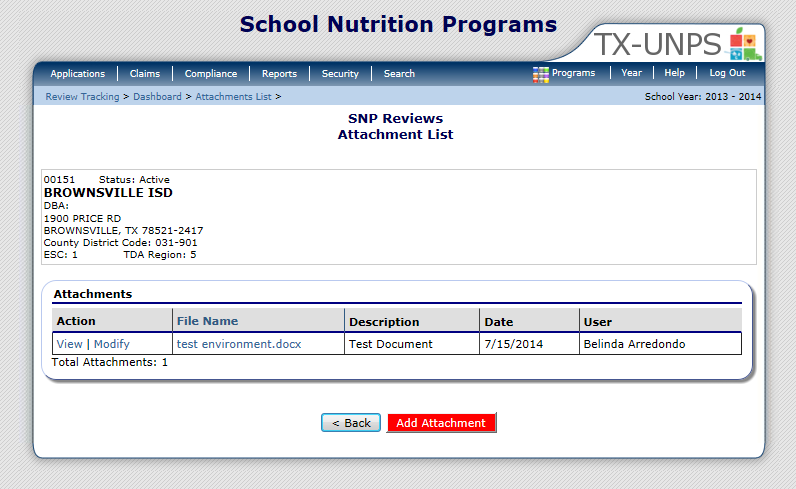 School Nutrition Programs
TX-UNPS
Applications | Claims | Compliance | Reports | Security | Search Programs | Year | Help | Log Out
Review Tracking > Dashboard > Attachments List > School Year: 2013 - 2014
SNP Reviews
Attachment List
00151 Status: Active
BROWNSVILLE ISD
DBA:
1900 PRICE RD
BROWNSVILLE, TX 78521-2417
County District Code: 031-901
ESC: 1 TDA Region: 5
Attachments
Action File Name Description Date User
View | Modify test environment.docx Test Document 7/15/2014 Belinda Arredondo
Total Attachments: 1
< Back Add Attachment